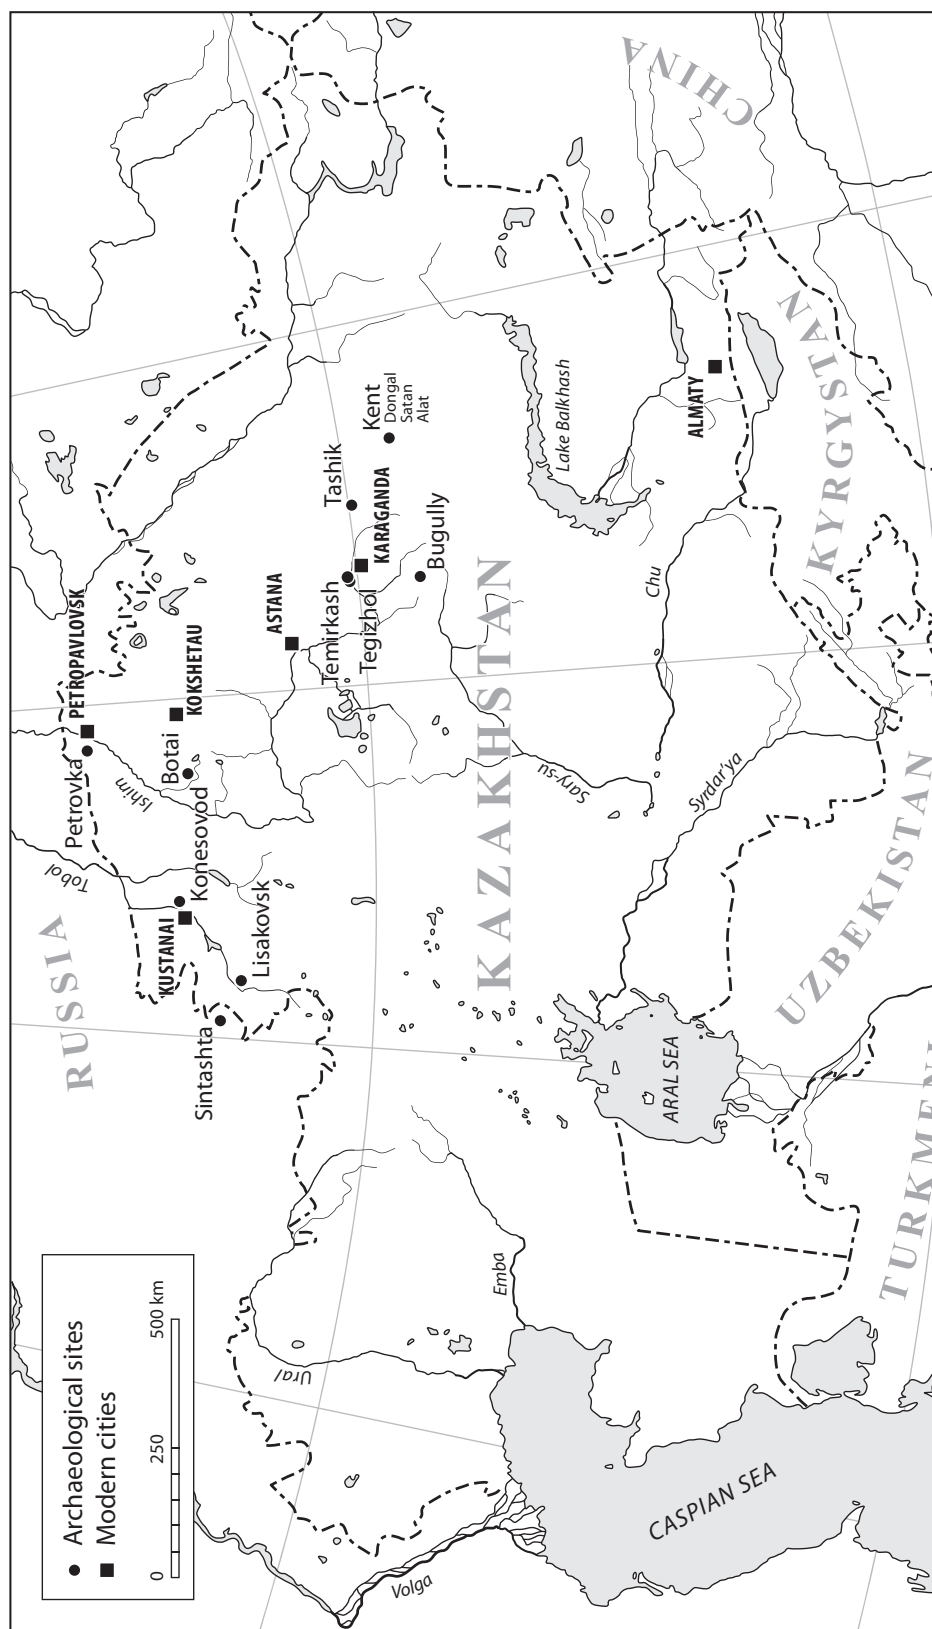 Archaeological sites
Modern cities
0
250
500 km
RUSSIA
CHINA
KAZAKHSTAN
KYRGYSTAN
UZBEKISTAN
TURKMENI
Petrovka
PETROPAVLOVSK
Ishim
Tobol
Botai
KOKSHETAU
Konesovod
KUSTANAI
Lisakovsk
Sintashta
ASTANA
Temirkash
Tegizhol
KARAGANDA
Tashik
Kent
Dongal
Satan
Alat
Bugully
Lake Balkhash
ALMATY
Chu
Sary-su
Syrdar'ya
ARAL SEA
Emba
Ural
Volga
CASPIAN SEA